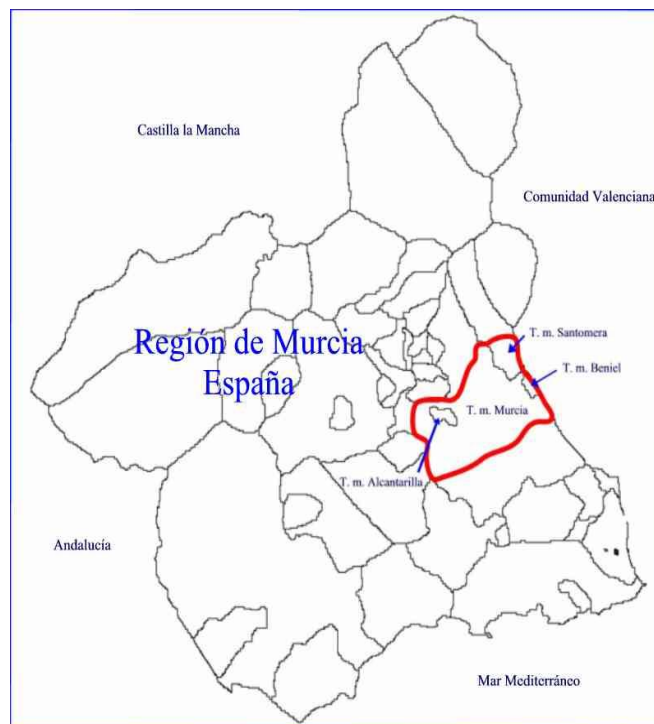 Castilla la Mancha
Comunidad Valenciana
Región de Murcia
España
T. m. Santomera
T. m. Beniel
T. m. Murcia
T. m. Alcantarilla
Andalucía
Mar Mediterráneo